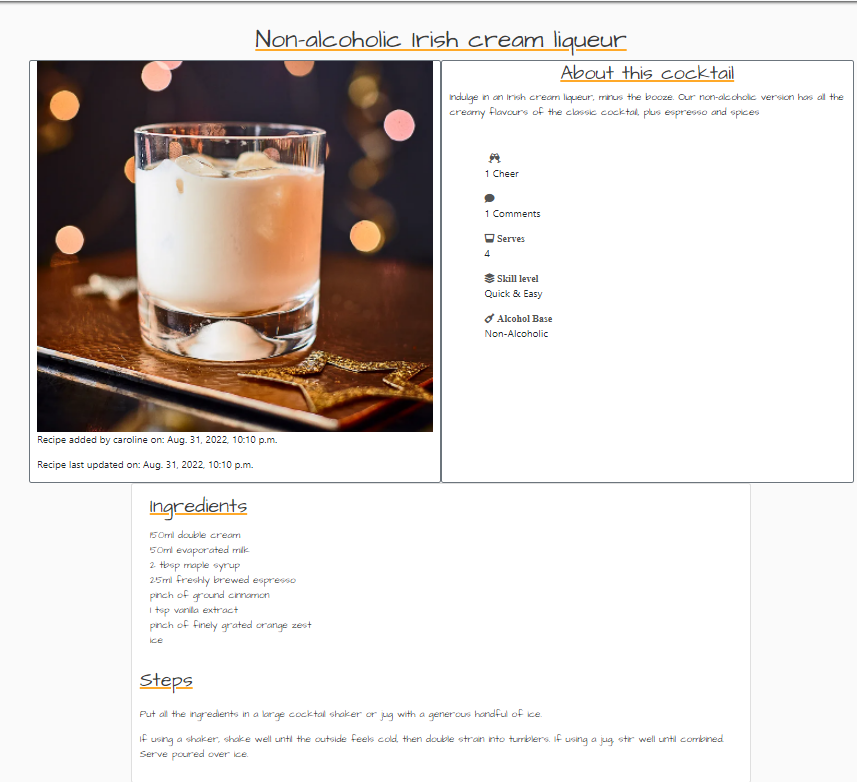 Non-alcoholic Irish cream liqueur
About this cocktail
Indulge in an Irish cream liqueur, minus the booze. Our non-alcoholic version has all the
creamy flavours of the classic cocktail, plus espresso and spices
1 Cheer
1 Comments
Serves
4
Skill level
Quick & Easy
Alcohol Base
Non-Alcoholic
Recipe added by caroline on: Aug. 31, 2022, 10:10 p.m.
Recipe last updated on: Aug. 31, 2022, 10:10 p.m.
Ingredients
150ml double cream
50ml evaporated milk
2 tbsp maple syrup
25ml freshly brewed espresso
pinch of ground cinnamon
1 tsp vanilla extract
pinch of finely grated orange zest
ice
Steps
Put all the ingredients in a large cocktail shaker or jug with a generous handful of ice.
If using a shaker, shake well until the outside feels cold, then double strain into tumblers. If using a jug, stir well until combined.
Serve poured over ice.